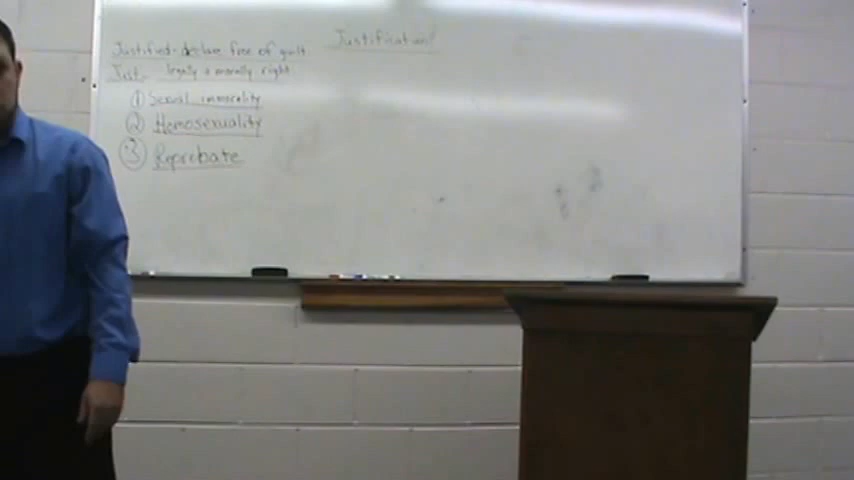 Justification
Justified - declare free of guilt
Just - legally & morally right
① Sexual immorality
② Homosexuality
③ Reprobate